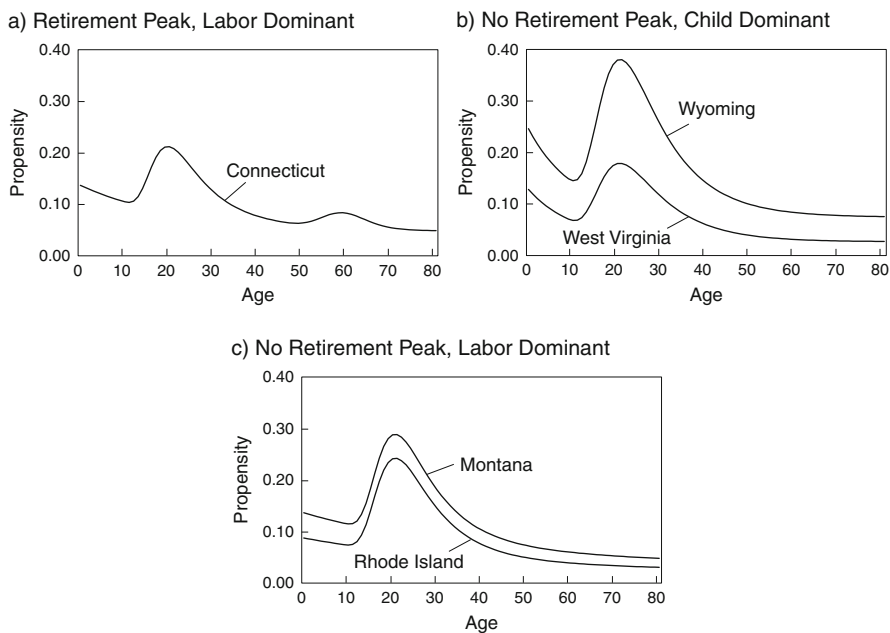 a) Retirement Peak, Labor Dominant
0.40
0.30
0.20
0.10
0.00
Propensity
Connecticut
0 10 20 30 40 50 60 70 80
Age
b) No Retirement Peak, Child Dominant
0.40
0.30
0.20
0.10
0.00
Propensity
Wyoming
West Virginia
0 10 20 30 40 50 60 70 80
Age
c) No Retirement Peak, Labor Dominant
0.40
0.30
0.20
0.10
0.00
Propensity
Montana
Rhode Island
0 10 20 30 40 50 60 70 80
Age